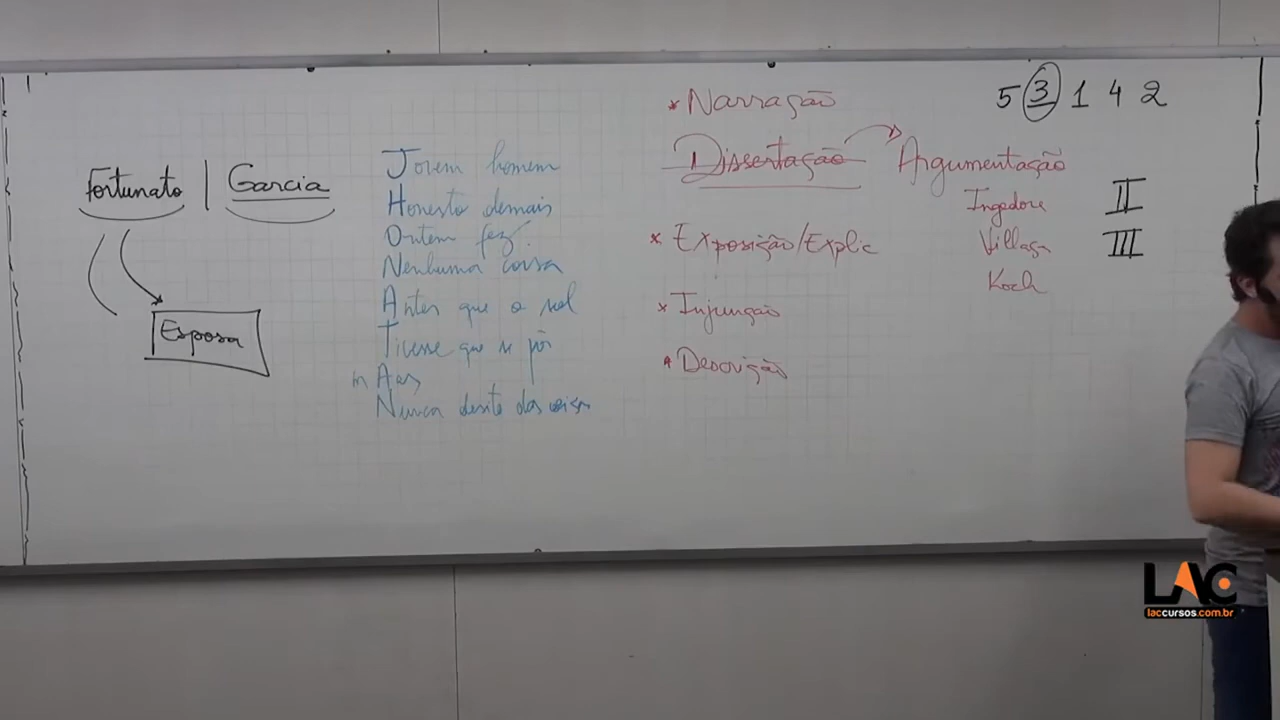 Fortunato | Garcia
Esposa
Jovem homem
Honesto demais
Ontem fez
Nenhuma coisa
Antes que o sol
Tivesse que se pôr
Nunca deste das
* Narração
Dissertação
Argumentação
Ingedore
Villaça
Koch
II
III
* Exposição/Explic
* Injunção
* Descrição
5 3 1 4 2
LAC
laccursos.com.br